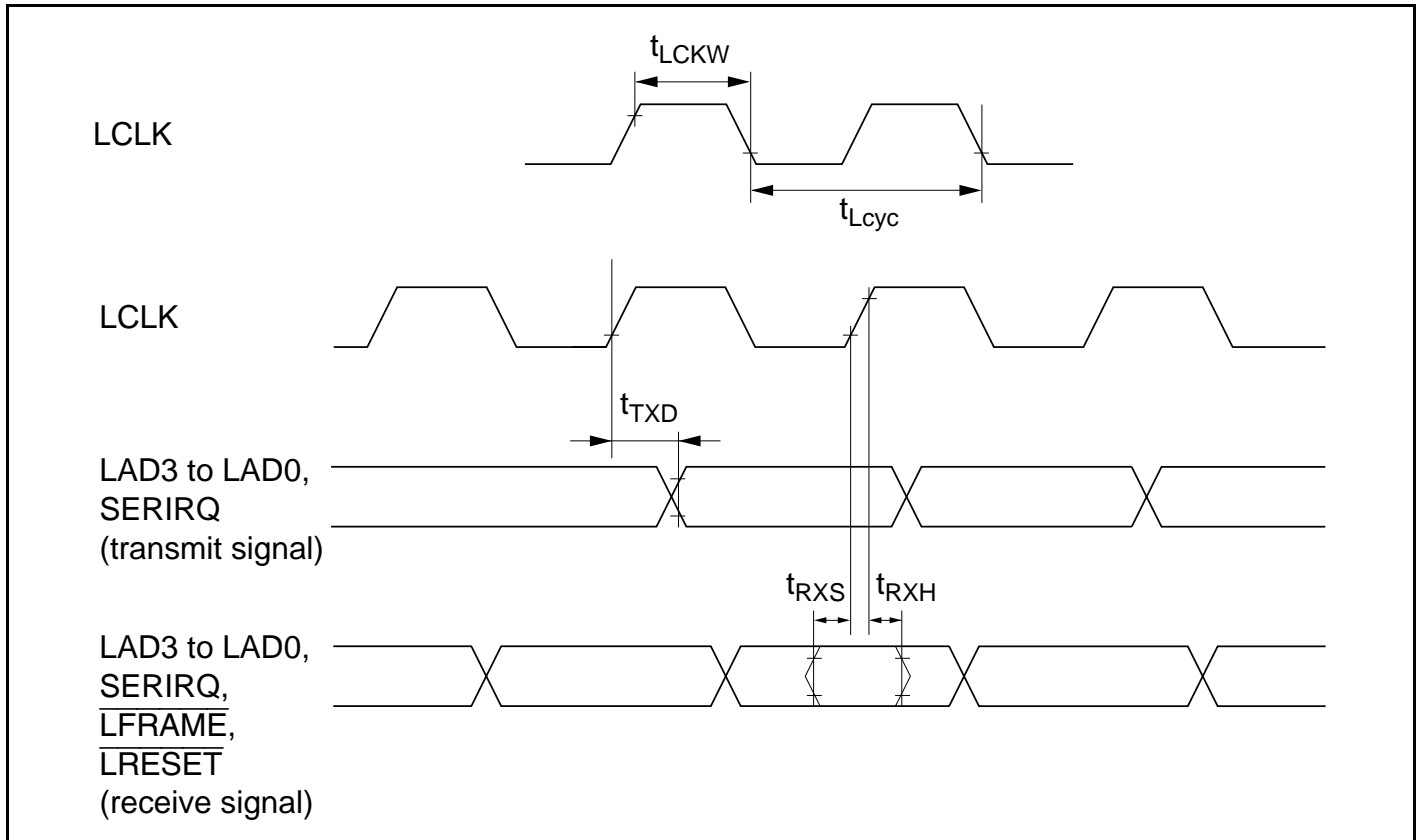 tLCKW
LCLK
tLcyc
LCLK
tTXD
LAD3 to LAD0,
SERIRQ
(transmit signal)
tRXS
tRXH
LAD3 to LAD0,
SERIRQ,
LFRAME,
LRESET
(receive signal)